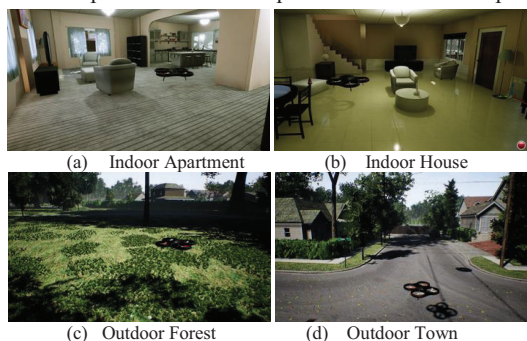 (a) Indoor Apartment
(b) Indoor House
(c) Outdoor Forest
(d) Outdoor Town